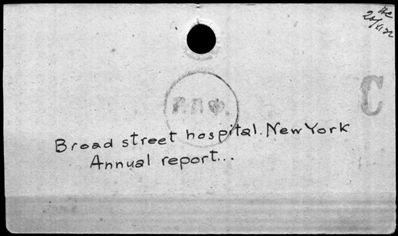 C
Broad street hospital. New York
Annual report...